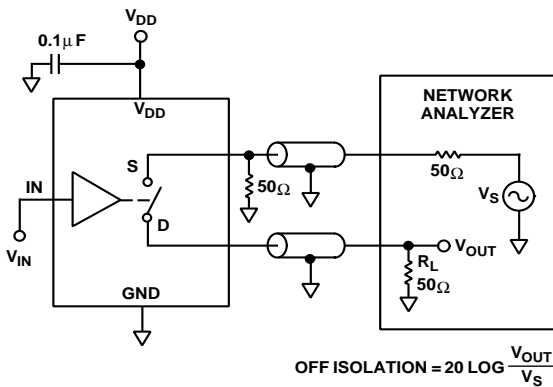 VDD
0.1μF
VDD
NETWORK
ANALYZER
S
IN
50Ω
50Ω
VS
D
VIN
VOUT
RL
50Ω
GND
OFF ISOLATION = 20 LOG VOUT/VS